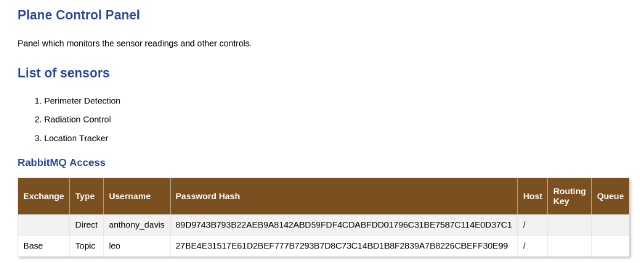 Plane Control Panel
Panel which monitors the sensor readings and other controls.
List of sensors
1. Perimeter Detection
2. Radiation Control
3. Location Tracker
RabbitMQ Access
Exchange Type Username Password Hash Host Routing Key Queue
Direct anthony_davis 89D9743B793B22AEB9A8142ABD59FDF4CDABFDD01796C31BE7587C114E0D37C1 /
Base Topic leo 27BE4E31517E61D2BEF777B7293B7D8C73C14BD1B8F2839A7B8226CBEFF30E99 /